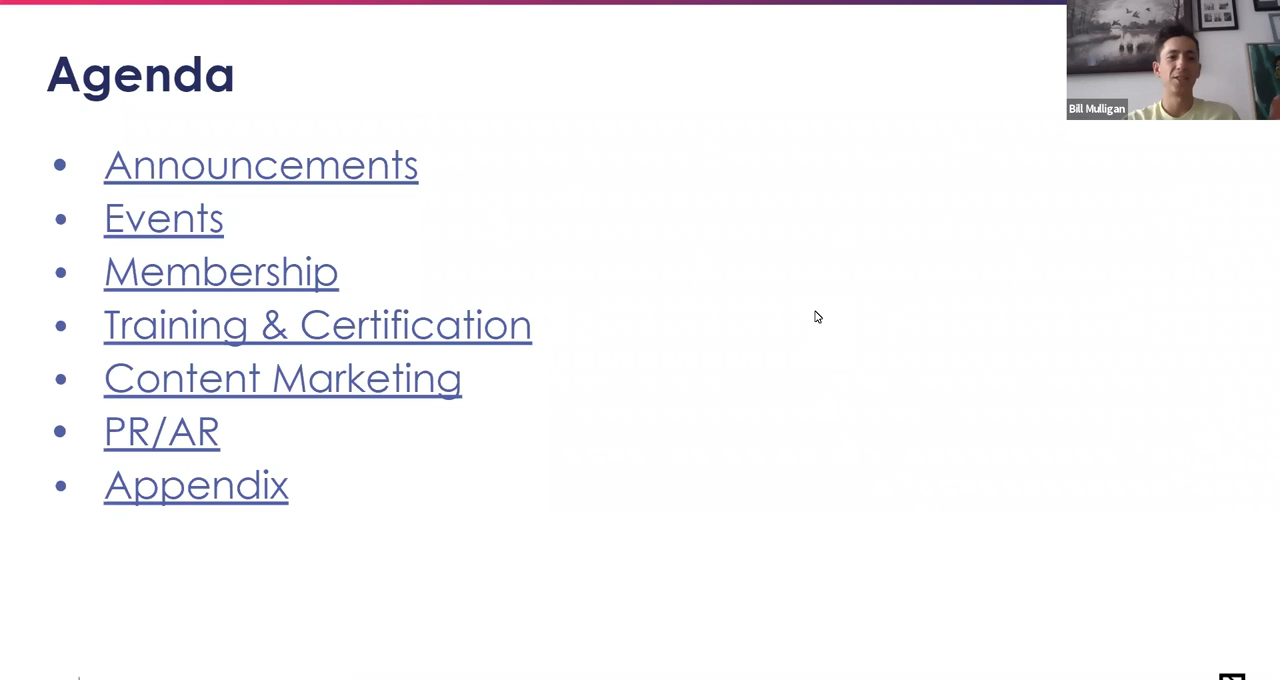 Agenda
Bill Mulligan
• Announcements
• Events
• Membership
• Training & Certification
• Content Marketing
• PR/AR
• Appendix